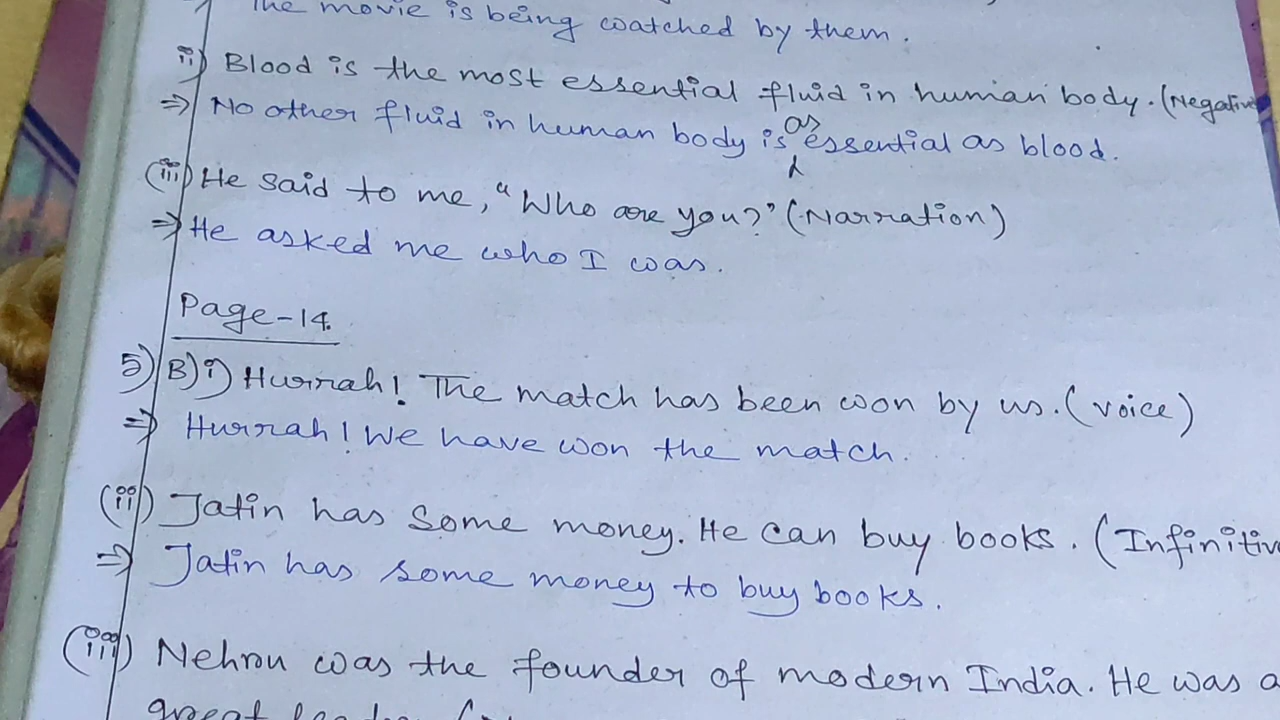 The movie is being watched by them.
ii) Blood is the most essential fluid in human body. (Negative
as
⇒ No other fluid in human body is essential as blood.
(iii) He said to me, "Who are you?" (Narration)
⇒ He asked me who I was.
Page-14.
5) B) i) Hurrah! The match has been won by us. (voice)
⇒ Hurrah! We have won the match.
(ii) Jatin has some money. He can buy books. (Infinitive
⇒ Jatin has some money to buy books.
(iii) Nehru was the founder of modern India. He was a
great leader. (